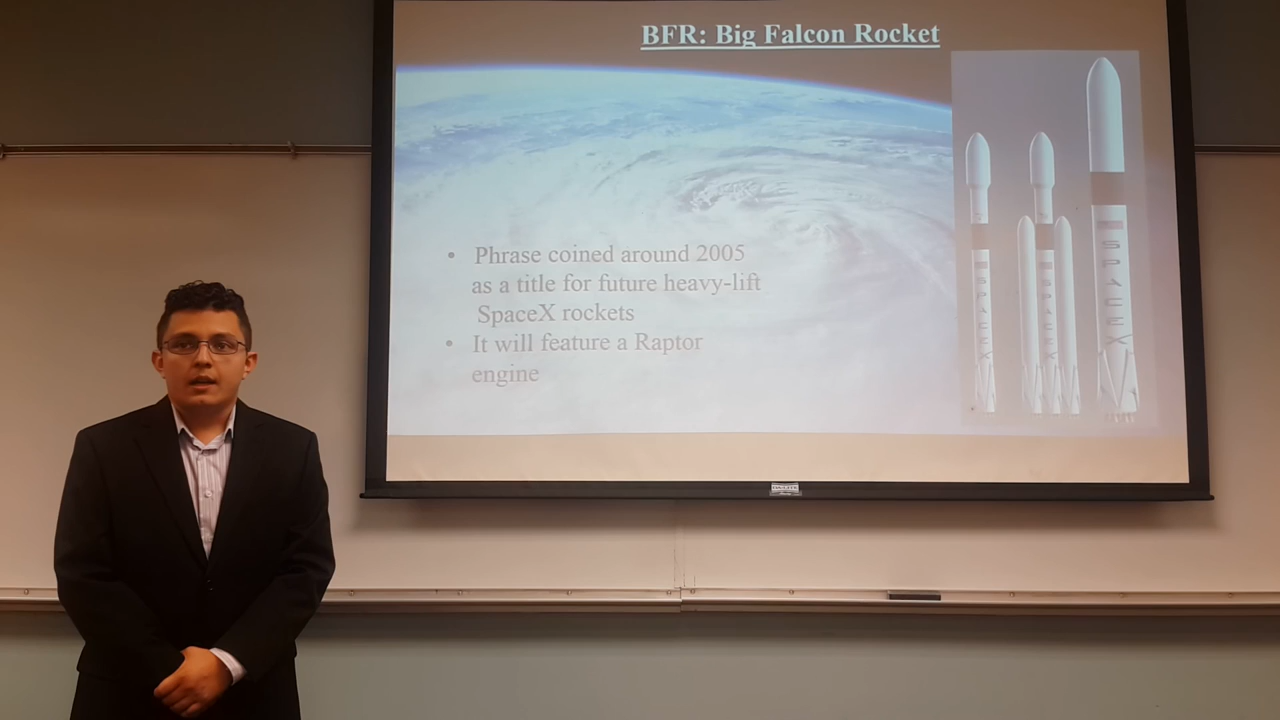 BFR: Big Falcon Rocket
• Phrase coined around 2005
as a title for future heavy-lift
SpaceX rockets
• It will feature a Raptor
engine
SPACEX
SPACEX
SPACEX